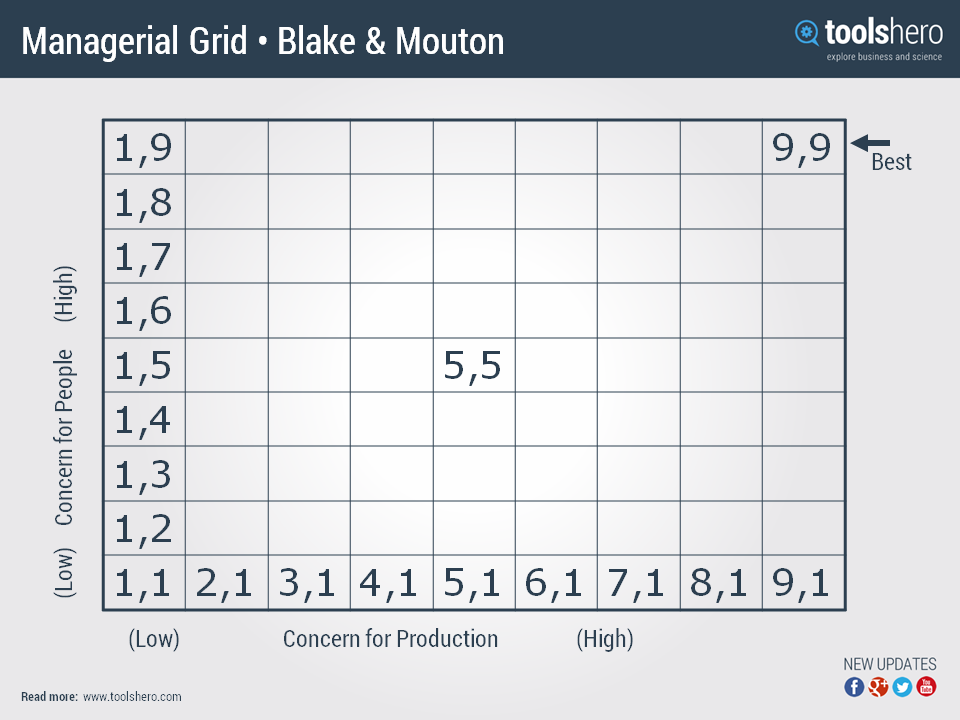 Managerial Grid • Blake & Mouton
toolshero
explore business and science
1,9 9,9
Best
1,8
1,7
1,6
1,5 5,5
1,4
1,3
1,2
1,1 2,1 3,1 4,1 5,1 6,1 7,1 8,1 9,1
(Low) Concern for People (High)
(Low) Concern for Production (High)
NEW UPDATES
f g+ You Tube
Read more: www.toolshero.com